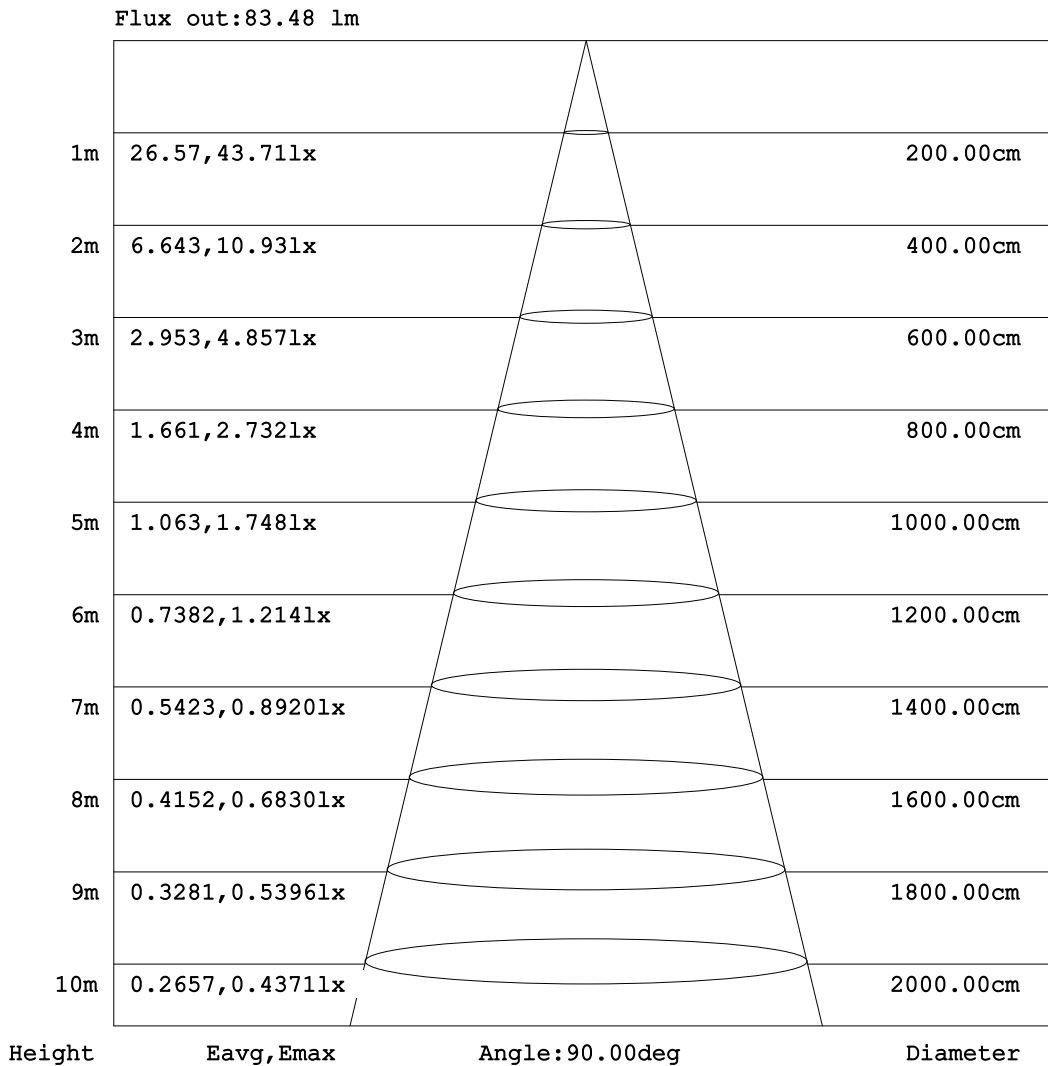 Flux out:83.48 lm
1m 26.57,43.71lx 200.00cm
2m 6.643,10.93lx 400.00cm
3m 2.953,4.857lx 600.00cm
4m 1.661,2.732lx 800.00cm
5m 1.063,1.748lx 1000.00cm
6m 0.7382,1.214lx 1200.00cm
7m 0.5423,0.8920lx 1400.00cm
8m 0.4152,0.6830lx 1600.00cm
9m 0.3281,0.5396lx 1800.00cm
10m 0.2657,0.4371lx 2000.00cm
Height Eavg,Emax Angle:90.00deg Diameter